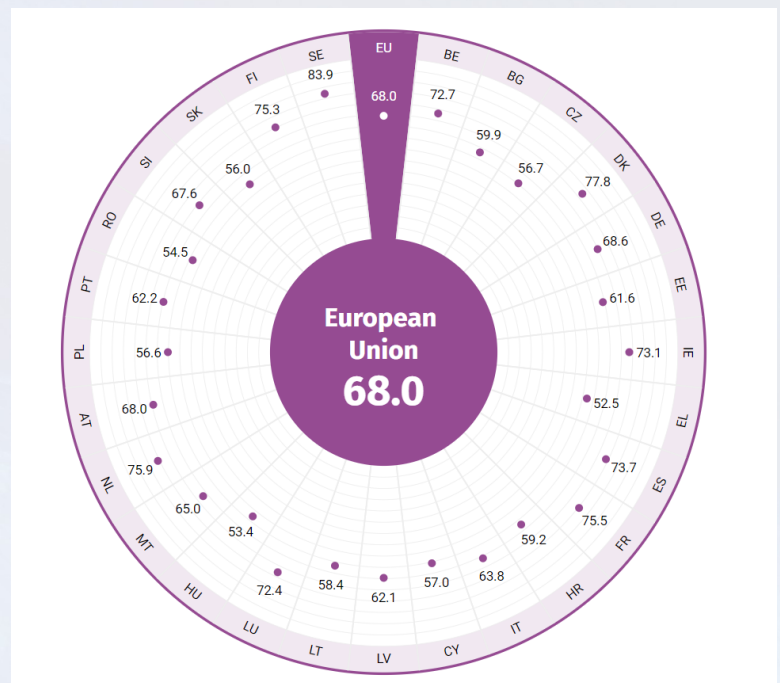 EU
68.0
BE
72.7
BG
59.9
CZ
56.7
DK
77.8
DE
68.6
EE
61.6
IE
73.1
EL
52.5
ES
73.7
FR
75.5
HR
59.2
IT
63.8
CY
57.0
LV
62.1
LT
58.4
LU
72.4
HU
53.4
MT
65.0
NL
75.9
AT
68.0
PL
56.6
PT
62.2
RO
54.5
SI
67.6
SK
56.0
FI
75.3
SE
83.9
European
Union
68.0